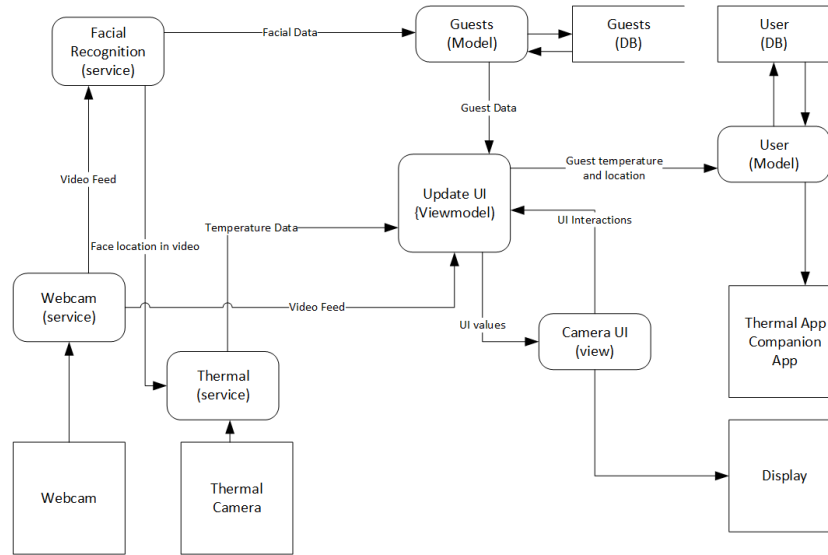 Facial
Recognition
(service)
Facial Data
Guests
(Model)
Guests
(DB)
User
(DB)
Guest Data
User
(Model)
Video Feed
Update UI
{Viewmodel)
Guest temperature
and location
Temperature Data
UI Interactions
Face location in video
Webcam
(service)
Video Feed
UI values
Camera UI
(view)
Thermal App
Companion
App
Thermal
(service)
Webcam
Thermal
Camera
Display